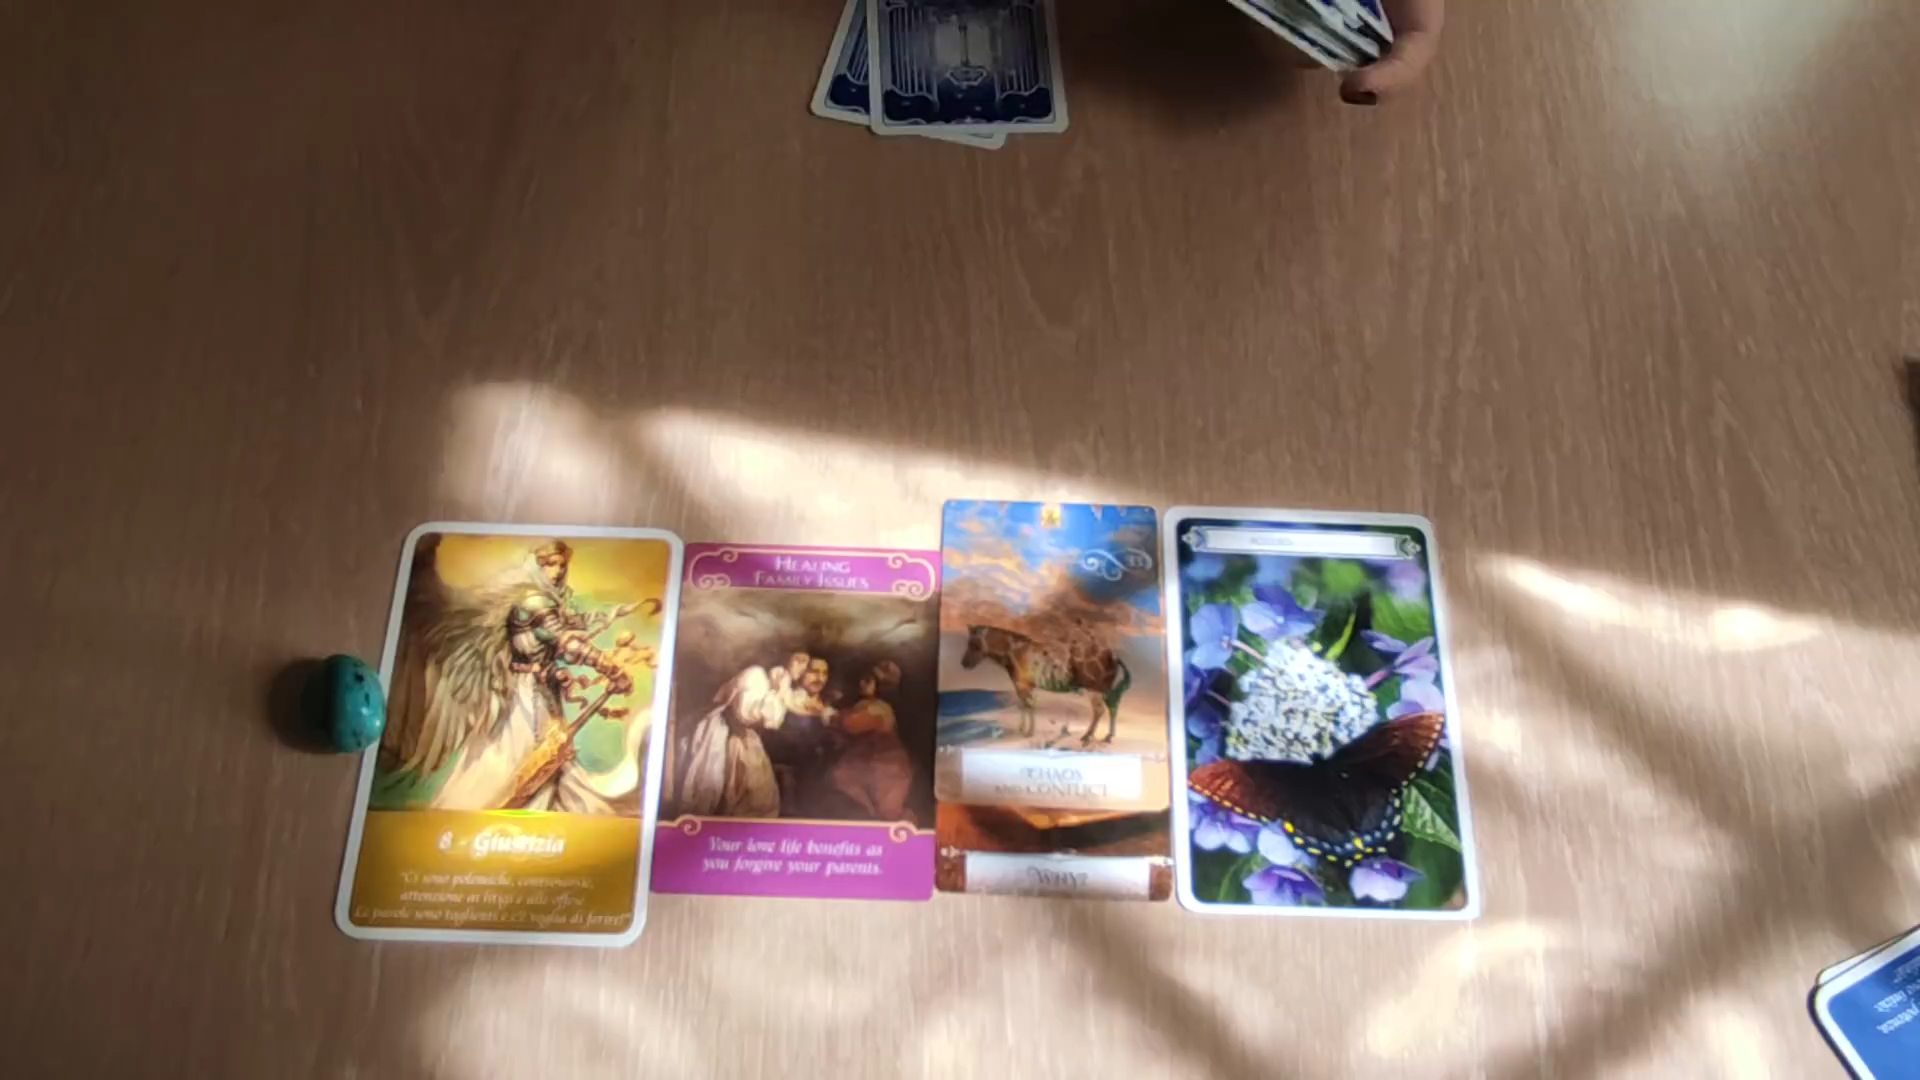 8 - Giustizia
"Ci sono polemiche, controversie,
attenzione ai litigi e alle offese.
Le parole sono taglienti e c'è voglia di ferire!"
HEALING
FAMILY ISSUES
Your love life benefits as
you forgive your parents.
CHAOS
AND CONFLICT
WHY?